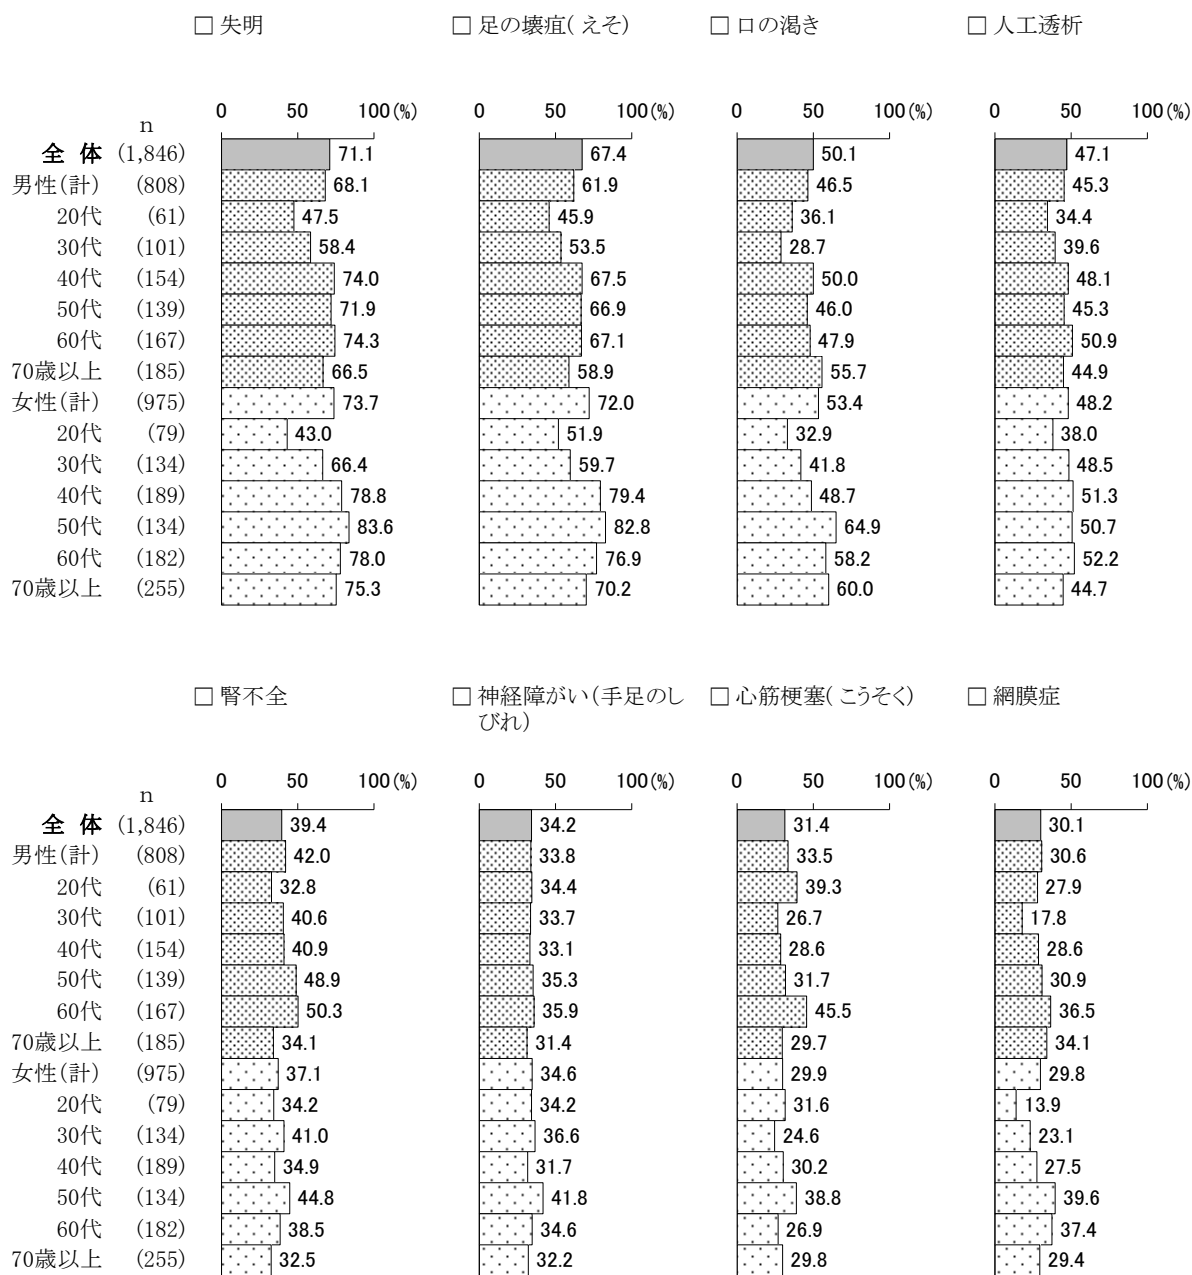 □ 失明 □ 足の壊疽( えそ) □ 口の渇き □ 人工透析
0 50 100(%) 0 50 100(%) 0 50 100(%) 0 50 100(%)
n
全 体 (1,846) 71.1 67.4 50.1 47.1
男性(計) (808) 68.1 61.9 46.5 45.3
20代 (61) 47.5 45.9 36.1 34.4
30代 (101) 58.4 53.5 28.7 39.6
40代 (154) 74.0 67.5 50.0 48.1
50代 (139) 71.9 66.9 46.0 45.3
60代 (167) 74.3 67.1 47.9 50.9
70歳以上 (185) 66.5 58.9 55.7 44.9
女性(計) (975) 73.7 72.0 53.4 48.2
20代 (79) 43.0 51.9 32.9 38.0
30代 (134) 66.4 59.7 41.8 48.5
40代 (189) 78.8 79.4 48.7 51.3
50代 (134) 83.6 82.8 64.9 50.7
60代 (182) 78.0 76.9 58.2 52.2
70歳以上 (255) 75.3 70.2 60.0 44.7
□ 腎不全 □ 神経障がい(手足のし □ 心筋梗塞( こうそく) □ 網膜症
びれ)
0 50 100(%) 0 50 100(%) 0 50 100(%) 0 50 100(%)
n
全 体 (1,846) 39.4 34.2 31.4 30.1
男性(計) (808) 42.0 33.8 33.5 30.6
20代 (61) 32.8 34.4 39.3 27.9
30代 (101) 40.6 33.7 26.7 17.8
40代 (154) 40.9 33.1 28.6 28.6
50代 (139) 48.9 35.3 31.7 30.9
60代 (167) 50.3 35.9 45.5 36.5
70歳以上 (185) 34.1 31.4 29.7 34.1
女性(計) (975) 37.1 34.6 29.9 29.8
20代 (79) 34.2 34.2 31.6 13.9
30代 (134) 41.0 36.6 24.6 23.1
40代 (189) 34.9 31.7 30.2 27.5
50代 (134) 44.8 41.8 38.8 39.6
60代 (182) 38.5 34.6 26.9 37.4
70歳以上 (255) 32.5 32.2 29.8 29.4